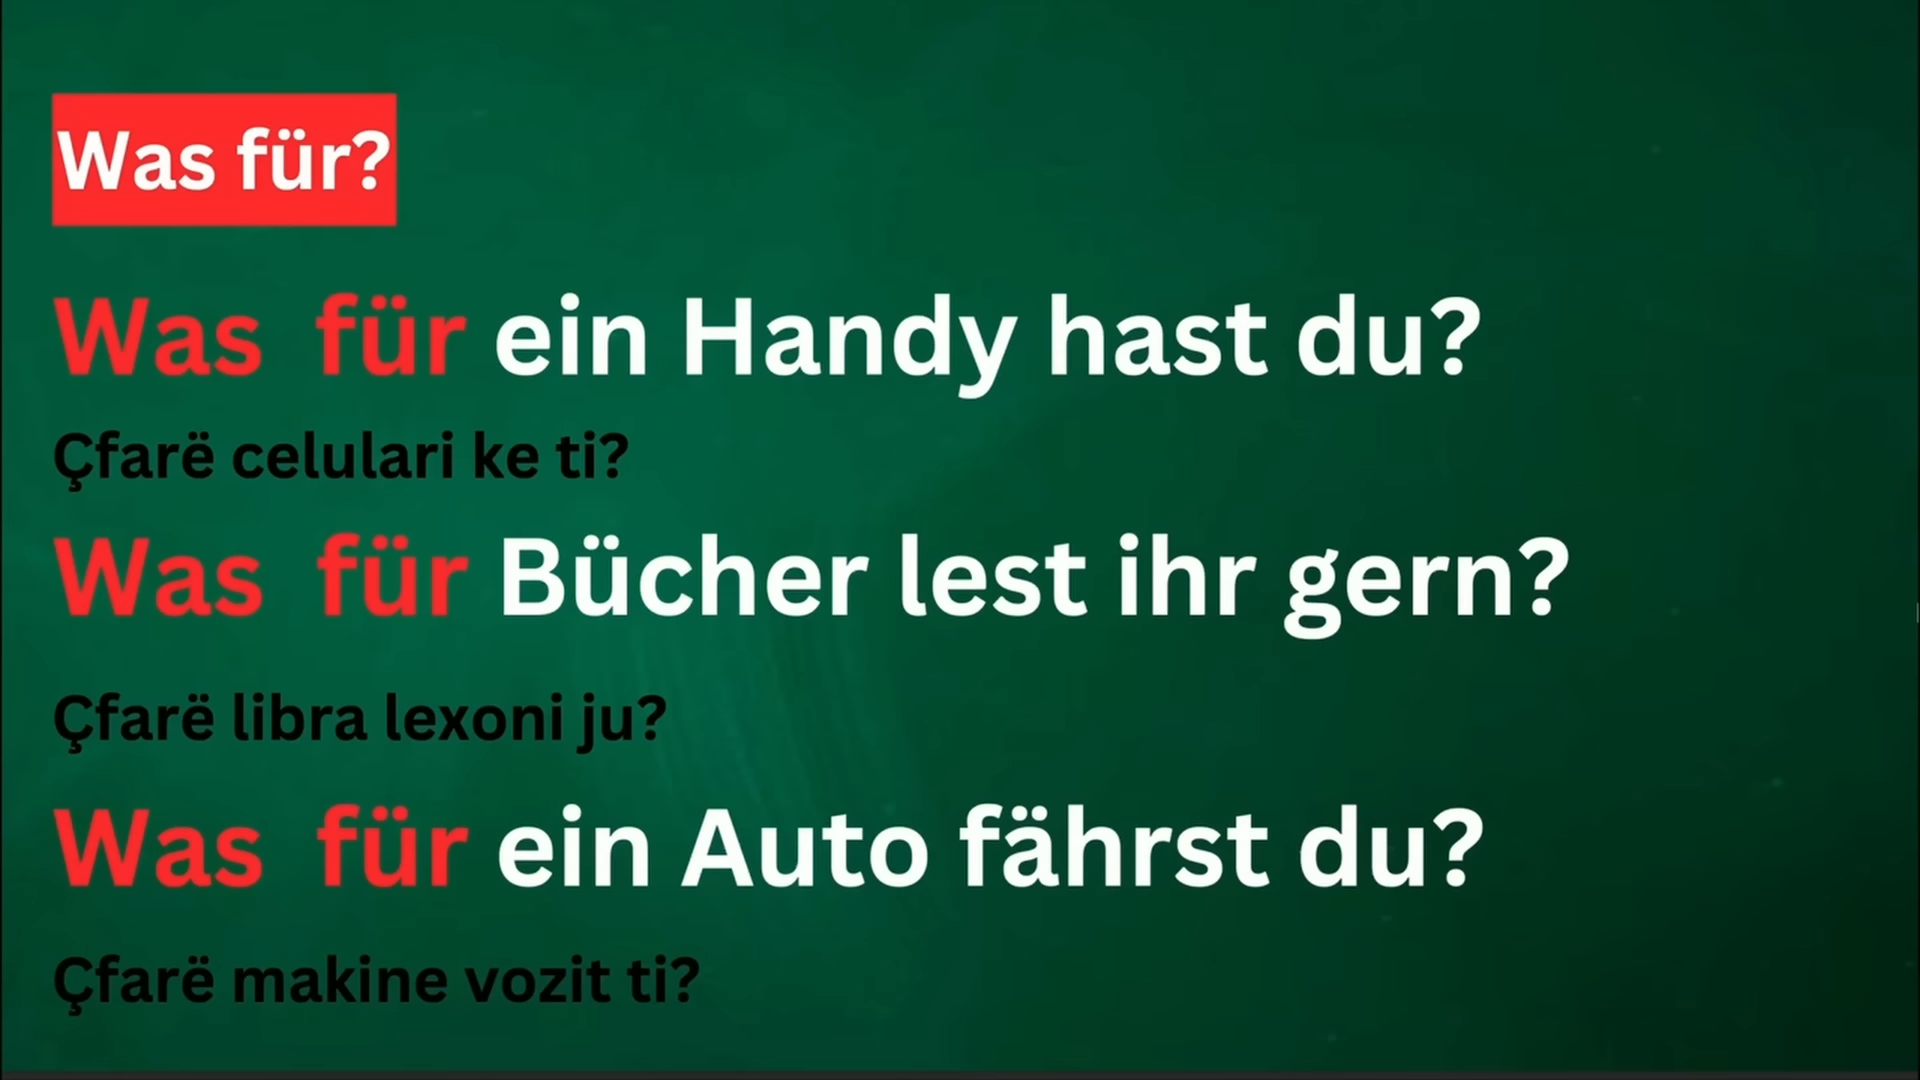 Was für?
Was für ein Handy hast du?
Çfarë celulari ke ti?
Was für Bücher lest ihr gern?
Çfarë libra lexoni ju?
Was für ein Auto fährst du?
Çfarë makine vozit ti?